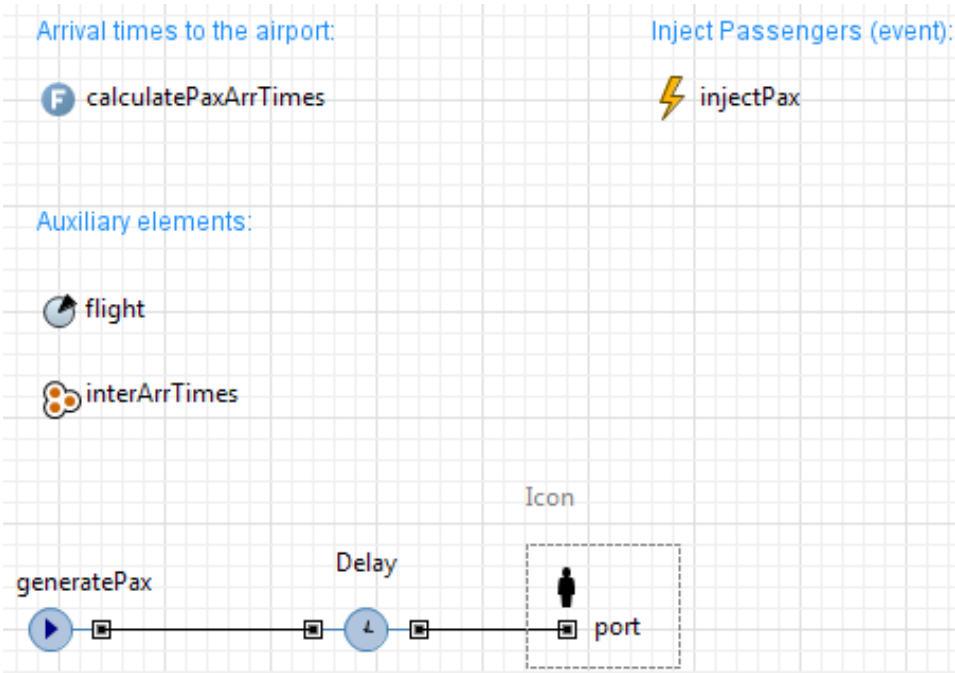 Arrival times to the airport:
Inject Passengers (event):
calculatePaxArrTimes
injectPax
Auxiliary elements:
flight
interArrTimes
Icon
Delay
generatePax
port